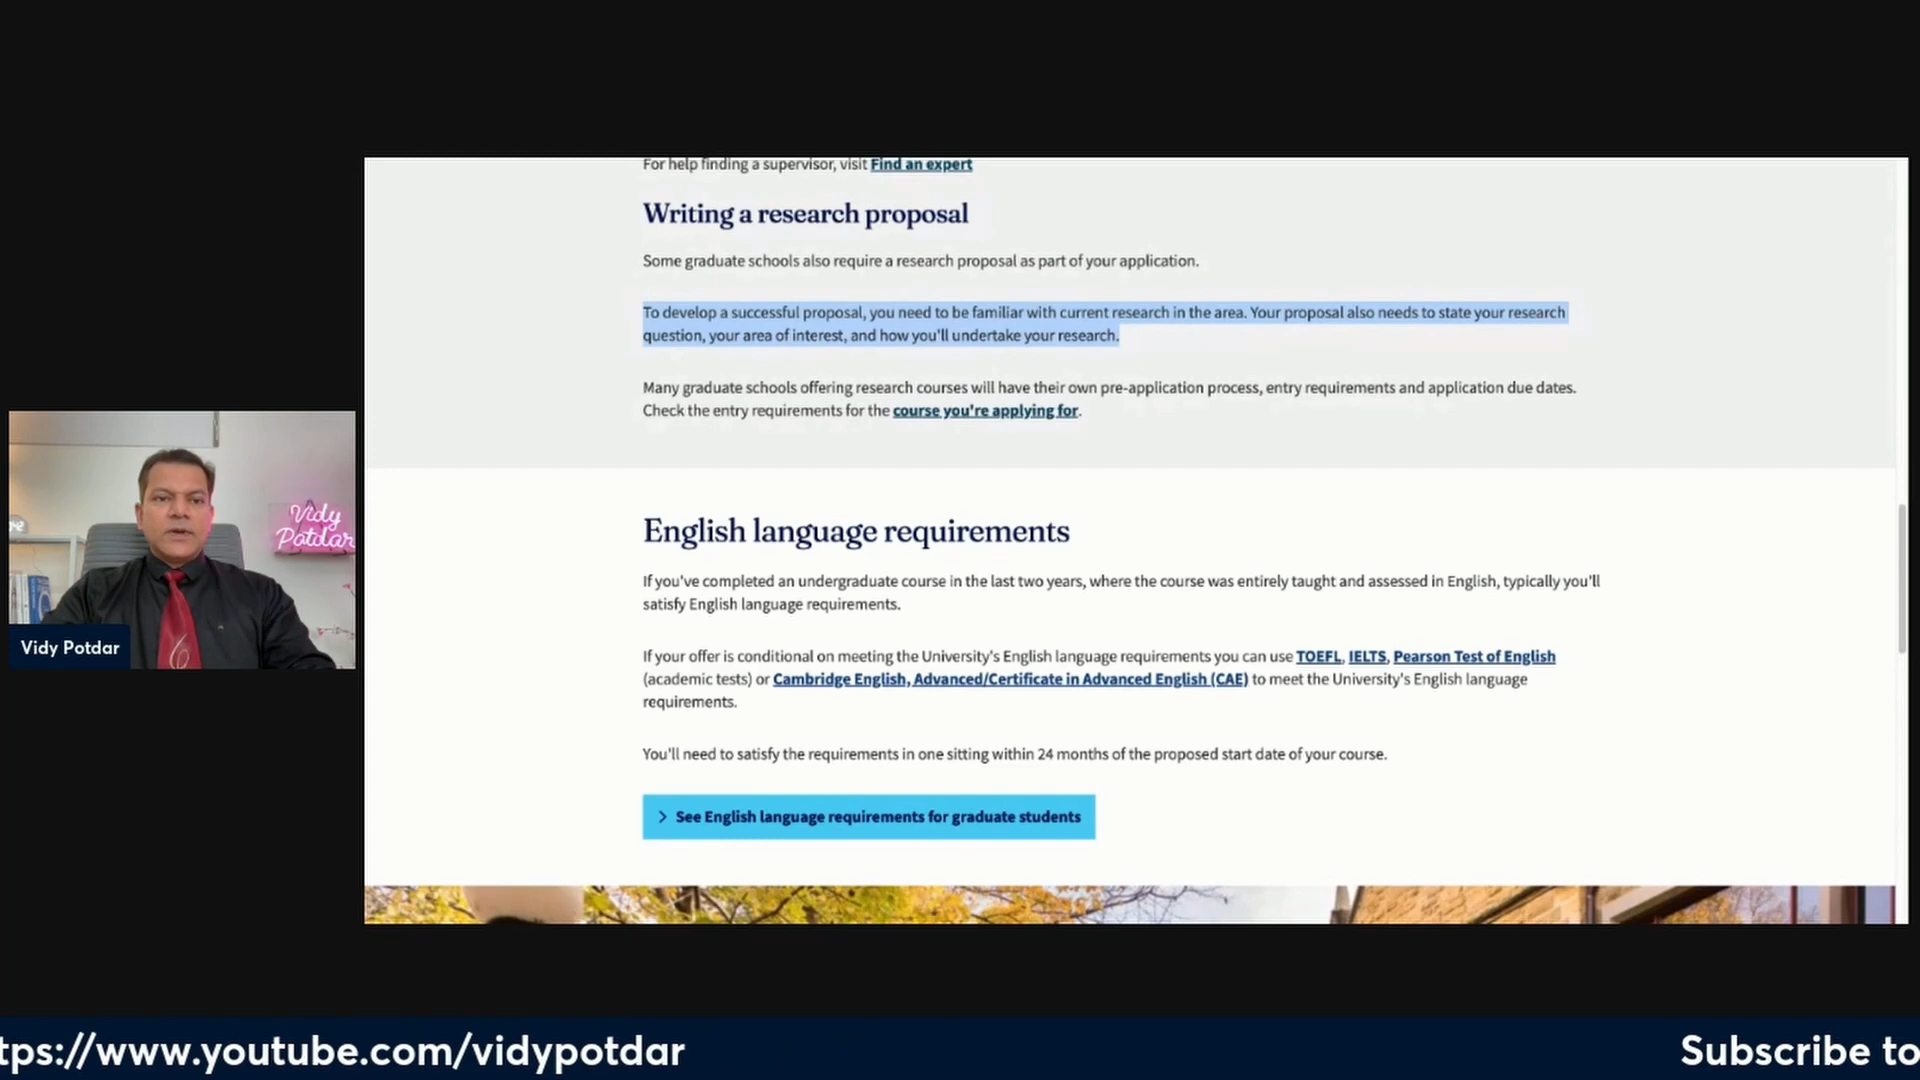 For help finding a supervisor, visit Find an expert
Writing a research proposal
Some graduate schools also require a research proposal as part of your application.
To develop a successful proposal, you need to be familiar with current research in the area. Your proposal also needs to state your research
question, your area of interest, and how you'll undertake your research.
Many graduate schools offering research courses will have their own pre-application process, entry requirements and application due dates.
Check the entry requirements for the course you're applying for.
English language requirements
If you've completed an undergraduate course in the last two years, where the course was entirely taught and assessed in English, typically you'll
satisfy English language requirements.
If your offer is conditional on meeting the University's English language requirements you can use TOEFL, IELTS, Pearson Test of English
(academic tests) or Cambridge English, Advanced/Certificate in Advanced English (CAE) to meet the University's English language
requirements.
You'll need to satisfy the requirements in one sitting within 24 months of the proposed start date of your course.
See English language requirements for graduate students
Vidy
Potdar
Vidy Potdar
tps://www.youtube.com/vidypotdar
Subscribe to